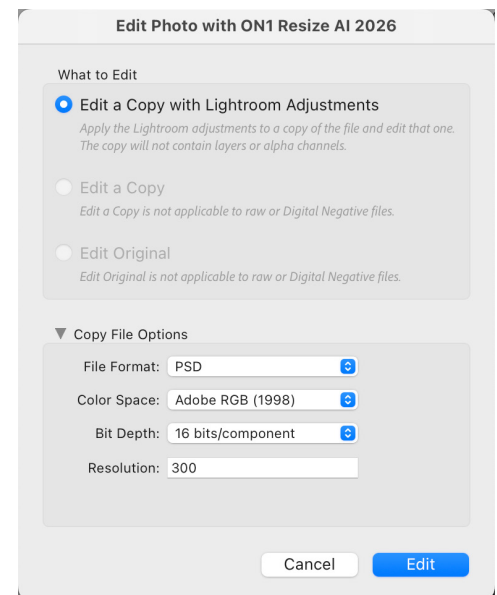 Edit Photo with ON1 Resize AI 2026
What to Edit
Edit a Copy with Lightroom Adjustments
Apply the Lightroom adjustments to a copy of the file and edit that one.
The copy will not contain layers or alpha channels.
Edit a Copy
Edit a Copy is not applicable to raw or Digital Negative files.
Edit Original
Edit Original is not applicable to raw or Digital Negative files.
Copy File Options
File Format: PSD
Color Space: Adobe RGB (1998)
Bit Depth: 16 bits/component
Resolution: 300
Cancel Edit